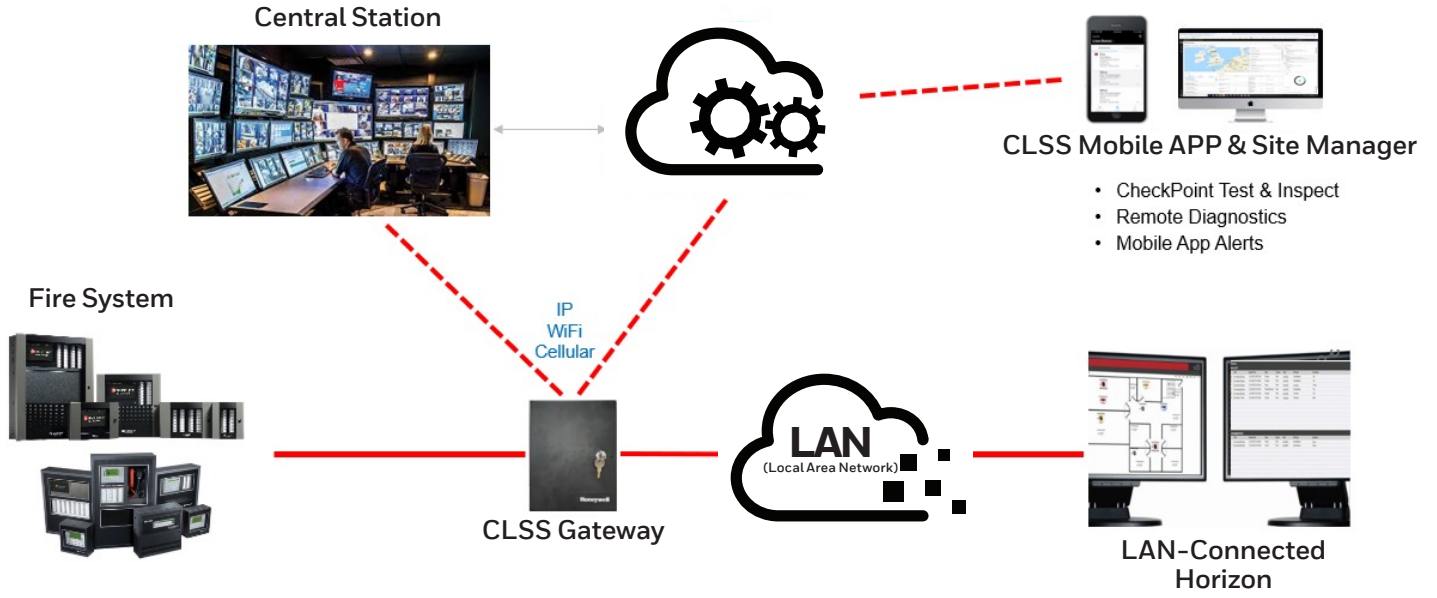 Central Station
CLSS Mobile APP & Site Manager
• CheckPoint Test & Inspect
• Remote Diagnostics
• Mobile App Alerts
Fire System
IP
WiFi
Cellular
Honeywell
CLSS Gateway
LAN
(Local Area Network)
LAN-Connected
Horizon